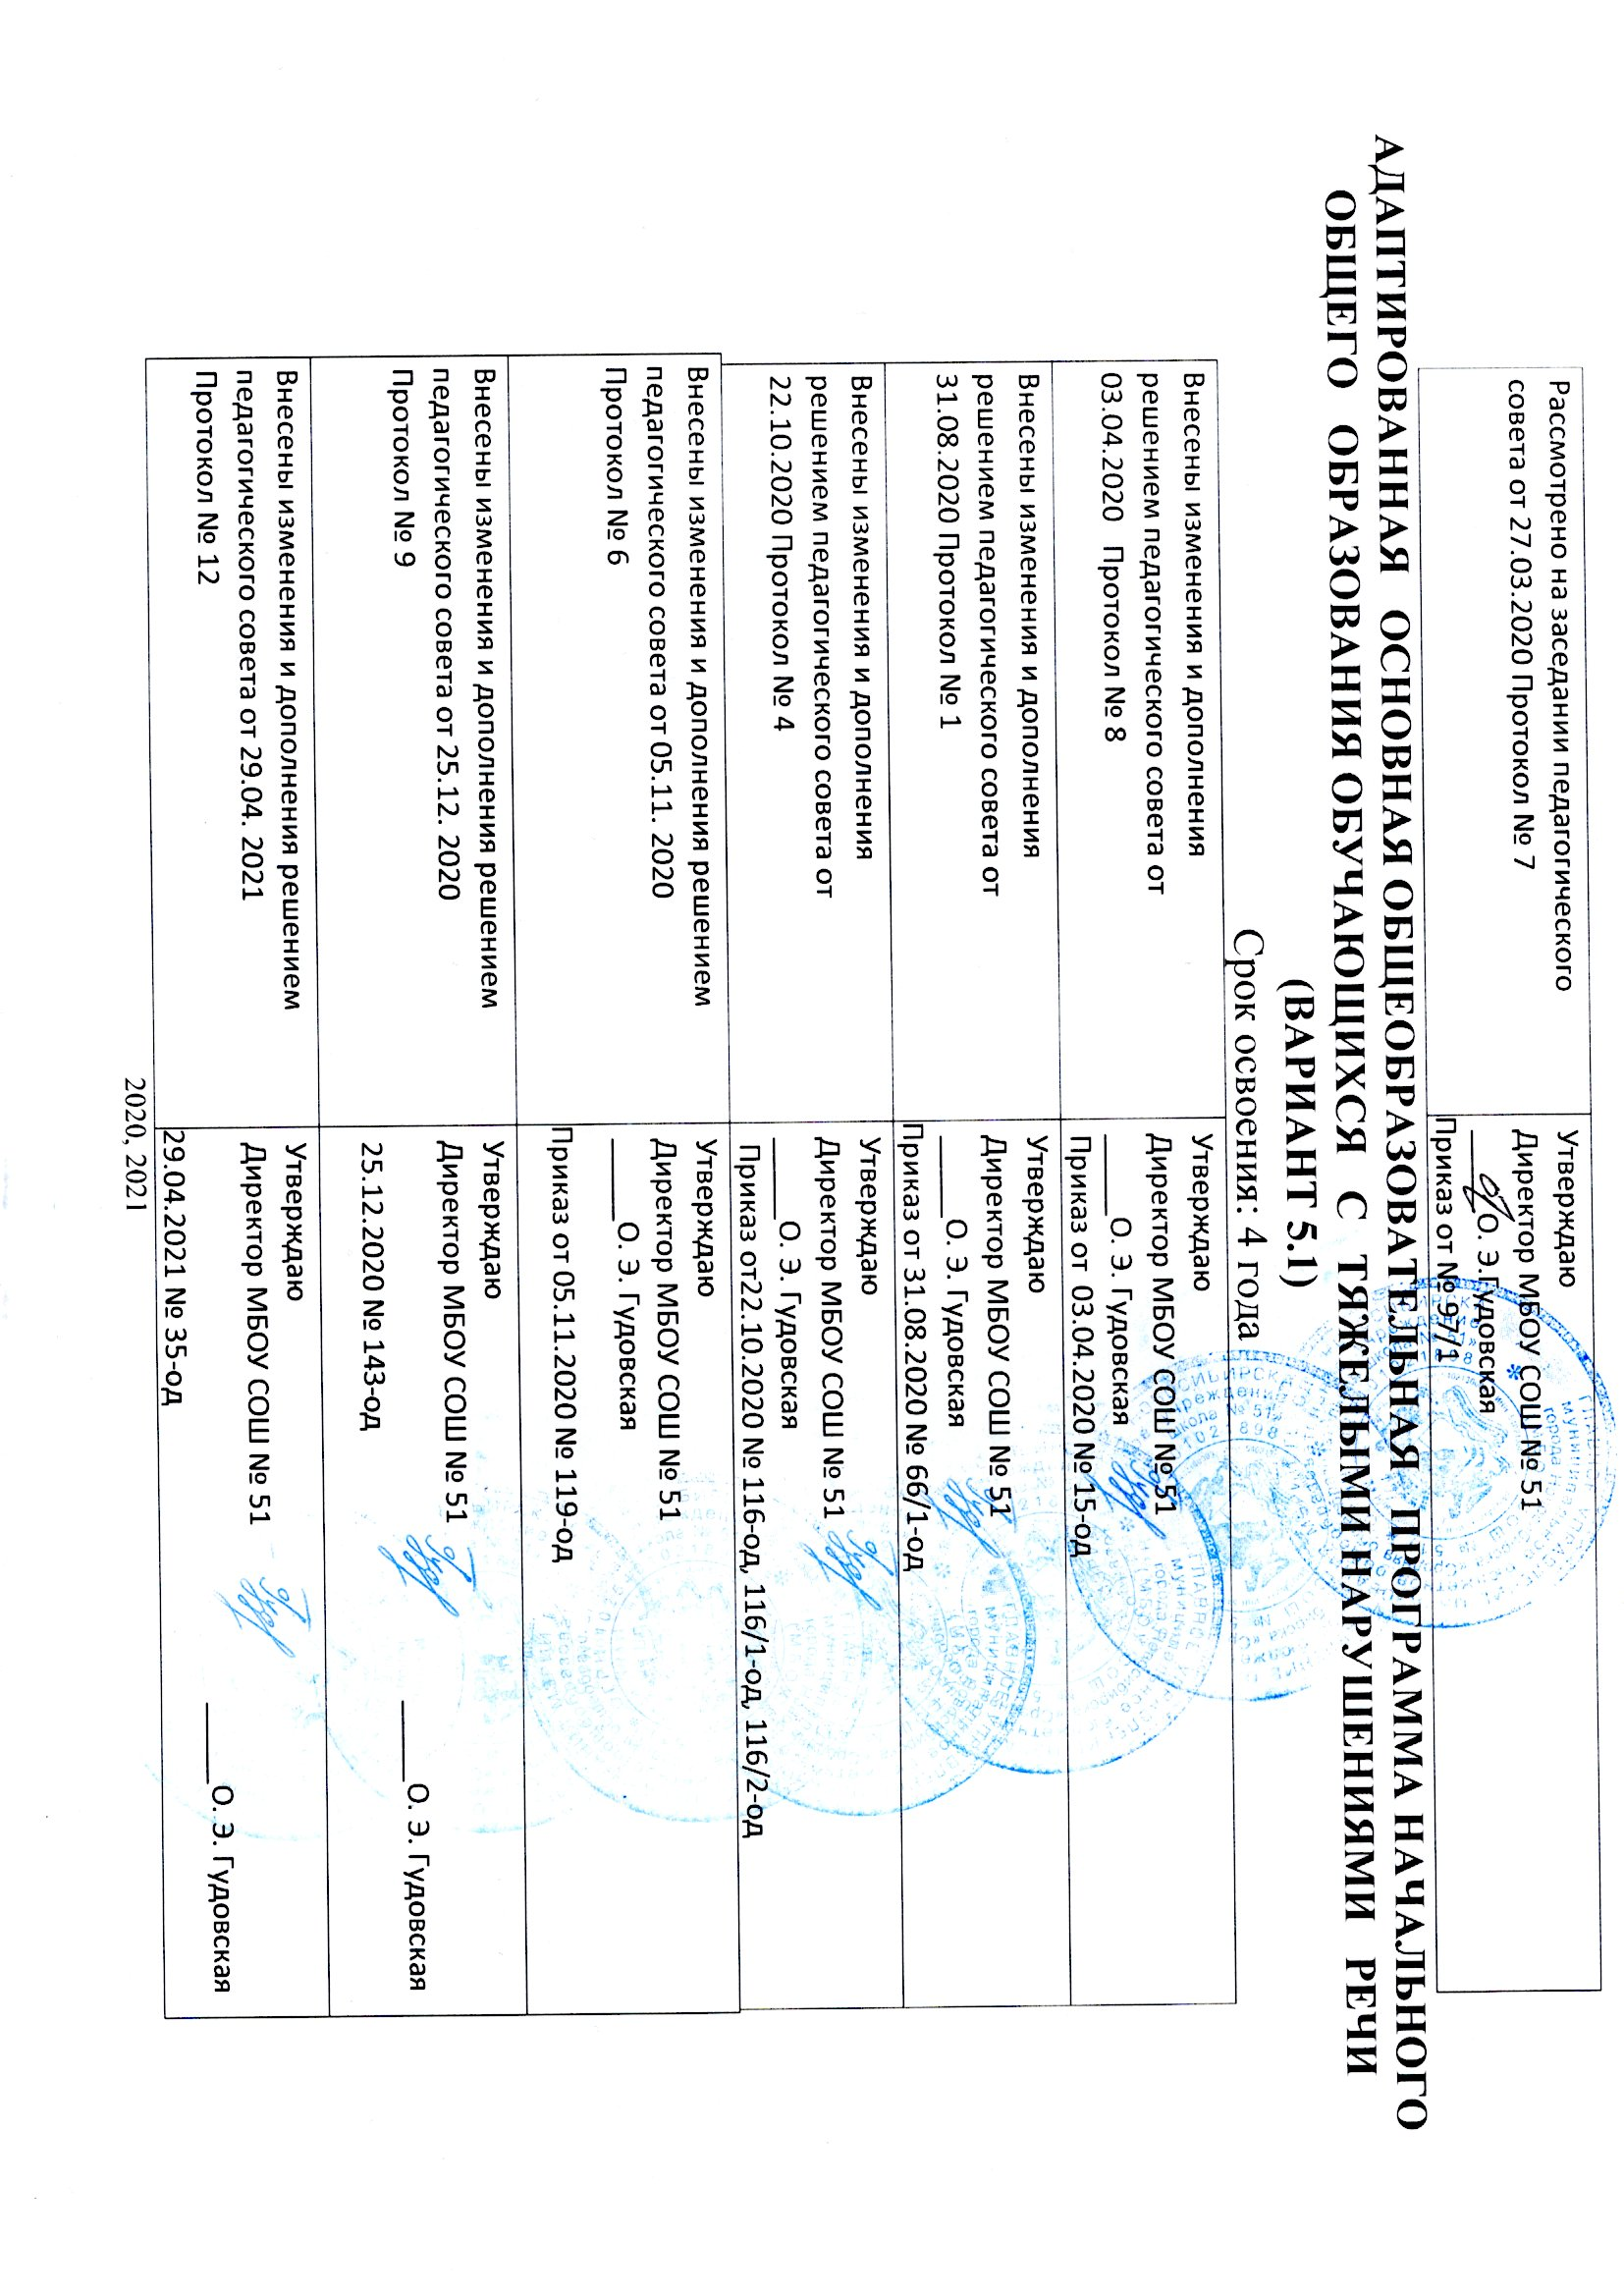 Рассмотрено на заседании педагогического
совета от 27.03.2020 Протокол № 7
Утверждаю
Директор МБОУ СОШ № 51
О. Э.Гудовская
Приказ от № 97/1
АДАПТИРОВАННАЯ ОСНОВНАЯ ОБЩЕОБРАЗОВАТЕЛЬНАЯ ПРОГРАММА НАЧАЛЬНОГО
ОБЩЕГО ОБРАЗОВАНИЯ ОБУЧАЮЩИХСЯ С ТЯЖЕЛЫМИ НАРУШЕНИЯМИ РЕЧИ
(ВАРИАНТ 5.1)
Срок освоения: 4 года
Внесены изменения и дополнения
решением педагогического совета от
03.04.2020 Протокол № 8
Утверждаю
Директор МБОУ СОШ № 51
______О. Э. Гудовская
Приказ от 03.04.2020 № 15-од
Внесены изменения и дополнения
решением педагогического совета от
31.08.2020 Протокол № 1
Утверждаю
Директор МБОУ СОШ № 51
______О. Э. Гудовская
Приказ от 31.08.2020 № 66/1-од
Внесены изменения и дополнения
решением педагогического совета от
22.10.2020 Протокол № 4
Утверждаю
Директор МБОУ СОШ № 51
______О. Э. Гудовская
Приказ от22.10.2020 № 116-од, 116/1-од, 116/2-од
Внесены изменения и дополнения решением
педагогического совета от 05.11. 2020
Протокол № 6
Утверждаю
Директор МБОУ СОШ № 51
______О. Э. Гудовская
Приказ от 05.11.2020 № 119-од
Внесены изменения и дополнения решением
педагогического совета от 25.12. 2020
Протокол № 9
Утверждаю
Директор МБОУ СОШ № 51
______О. Э. Гудовская
25.12.2020 № 143-од
Внесены изменения и дополнения решением
педагогического совета от 29.04. 2021
Протокол № 12
Утверждаю
Директор МБОУ СОШ № 51
______О. Э. Гудовская
29.04.2021 № 35-од
2020, 2021